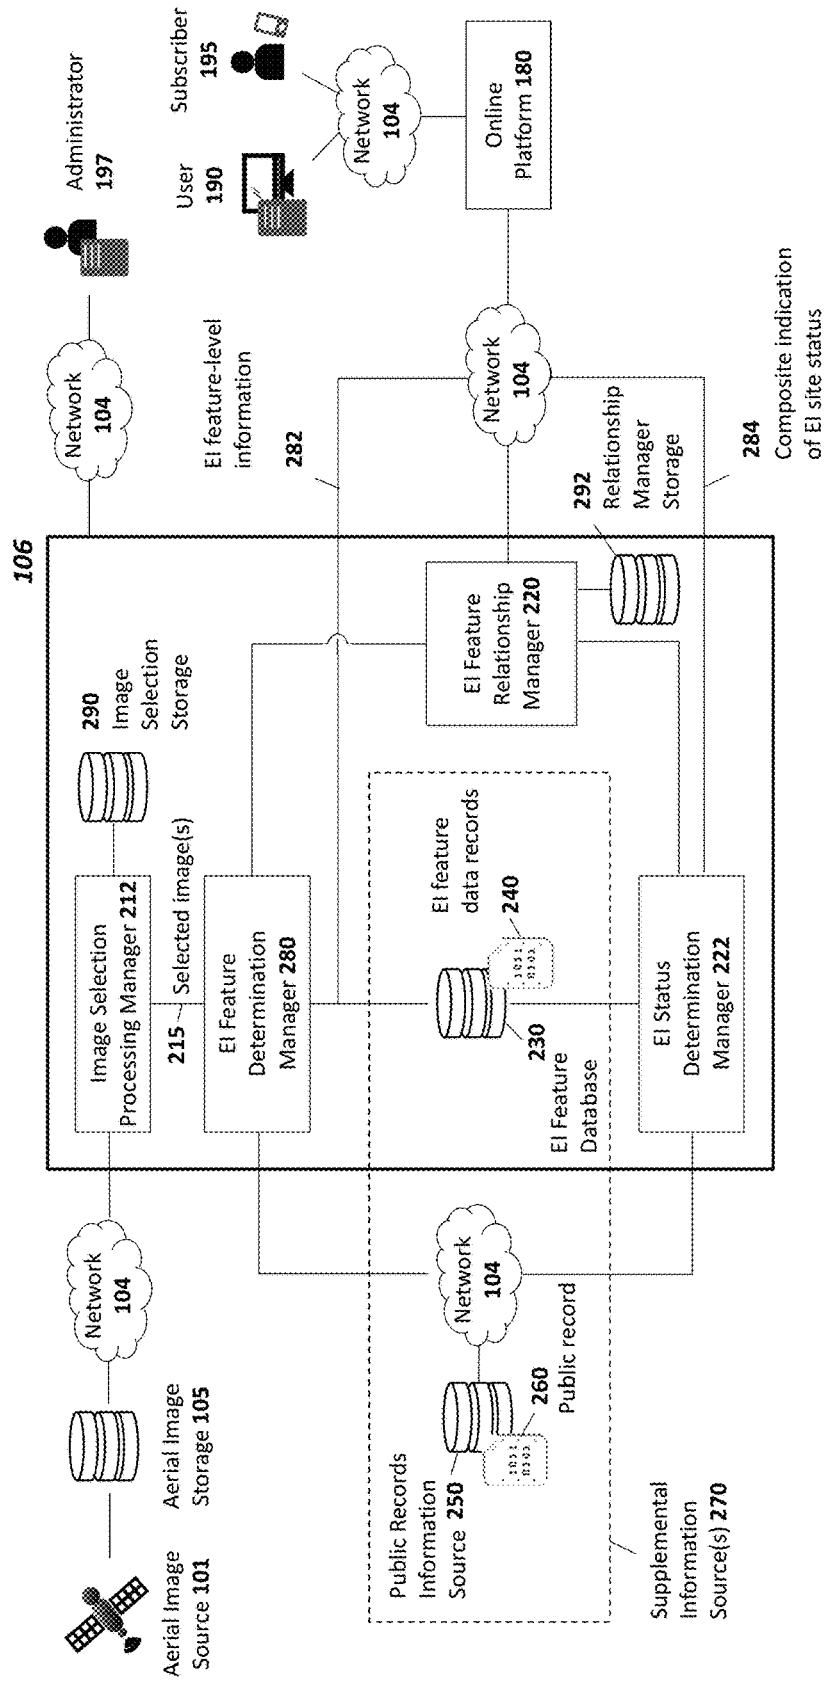 106
Aerial Image
Source 101
Aerial Image
Storage 105
Network
104
Image Selection
Processing Manager 212
290
Image
Selection
Storage
Network
104
Administrator
197
215
Selected image(s)
EI Feature
Determination
Manager 280
EI feature-level
information
282
User
190
Subscriber
195
Network
104
Public Records
Information
Source 250
260
Public record
Network
104
EI feature
data records
240
230
EI Feature
Database
EI Feature
Relationship
Manager 220
292
Relationship
Manager
Storage
Network
104
Online
Platform 180
Supplemental
Information
Source(s) 270
EI Status
Determination
Manager 222
284
Composite indication
of EI site status